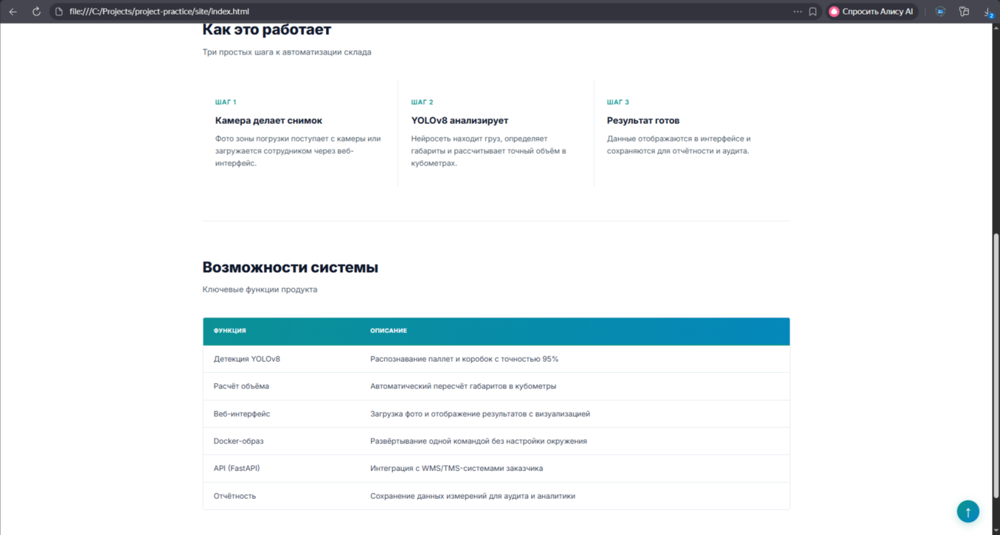 file:///C:/Projects/project-practice/site/index.html
Спросить Алису AI
2
Как это работает
Три простых шага к автоматизации склада
ШАГ 1
Камера делает снимок
Фото зоны погрузки поступает с камеры или
загружается сотрудником через веб-
интерфейс.
ШАГ 2
YOLOv8 анализирует
Нейросеть находит груз, определяет
габариты и рассчитывает точный объём в
кубометрах.
ШАГ 3
Результат готов
Данные отображаются в интерфейсе и
сохраняются для отчётности и аудита.
Возможности системы
Ключевые функции продукта
ФУНКЦИЯ ОПИСАНИЕ
Детекция YOLOv8 Распознавание паллет и коробок с точностью 95%
Расчёт объёма Автоматический пересчёт габаритов в кубометры
Веб-интерфейс Загрузка фото и отображение результатов с визуализацией
Docker-образ Развёртывание одной командой без настройки окружения
API (FastAPI) Интеграция с WMS/TMS-системами заказчика
Отчётность Сохранение данных измерений для аудита и аналитики